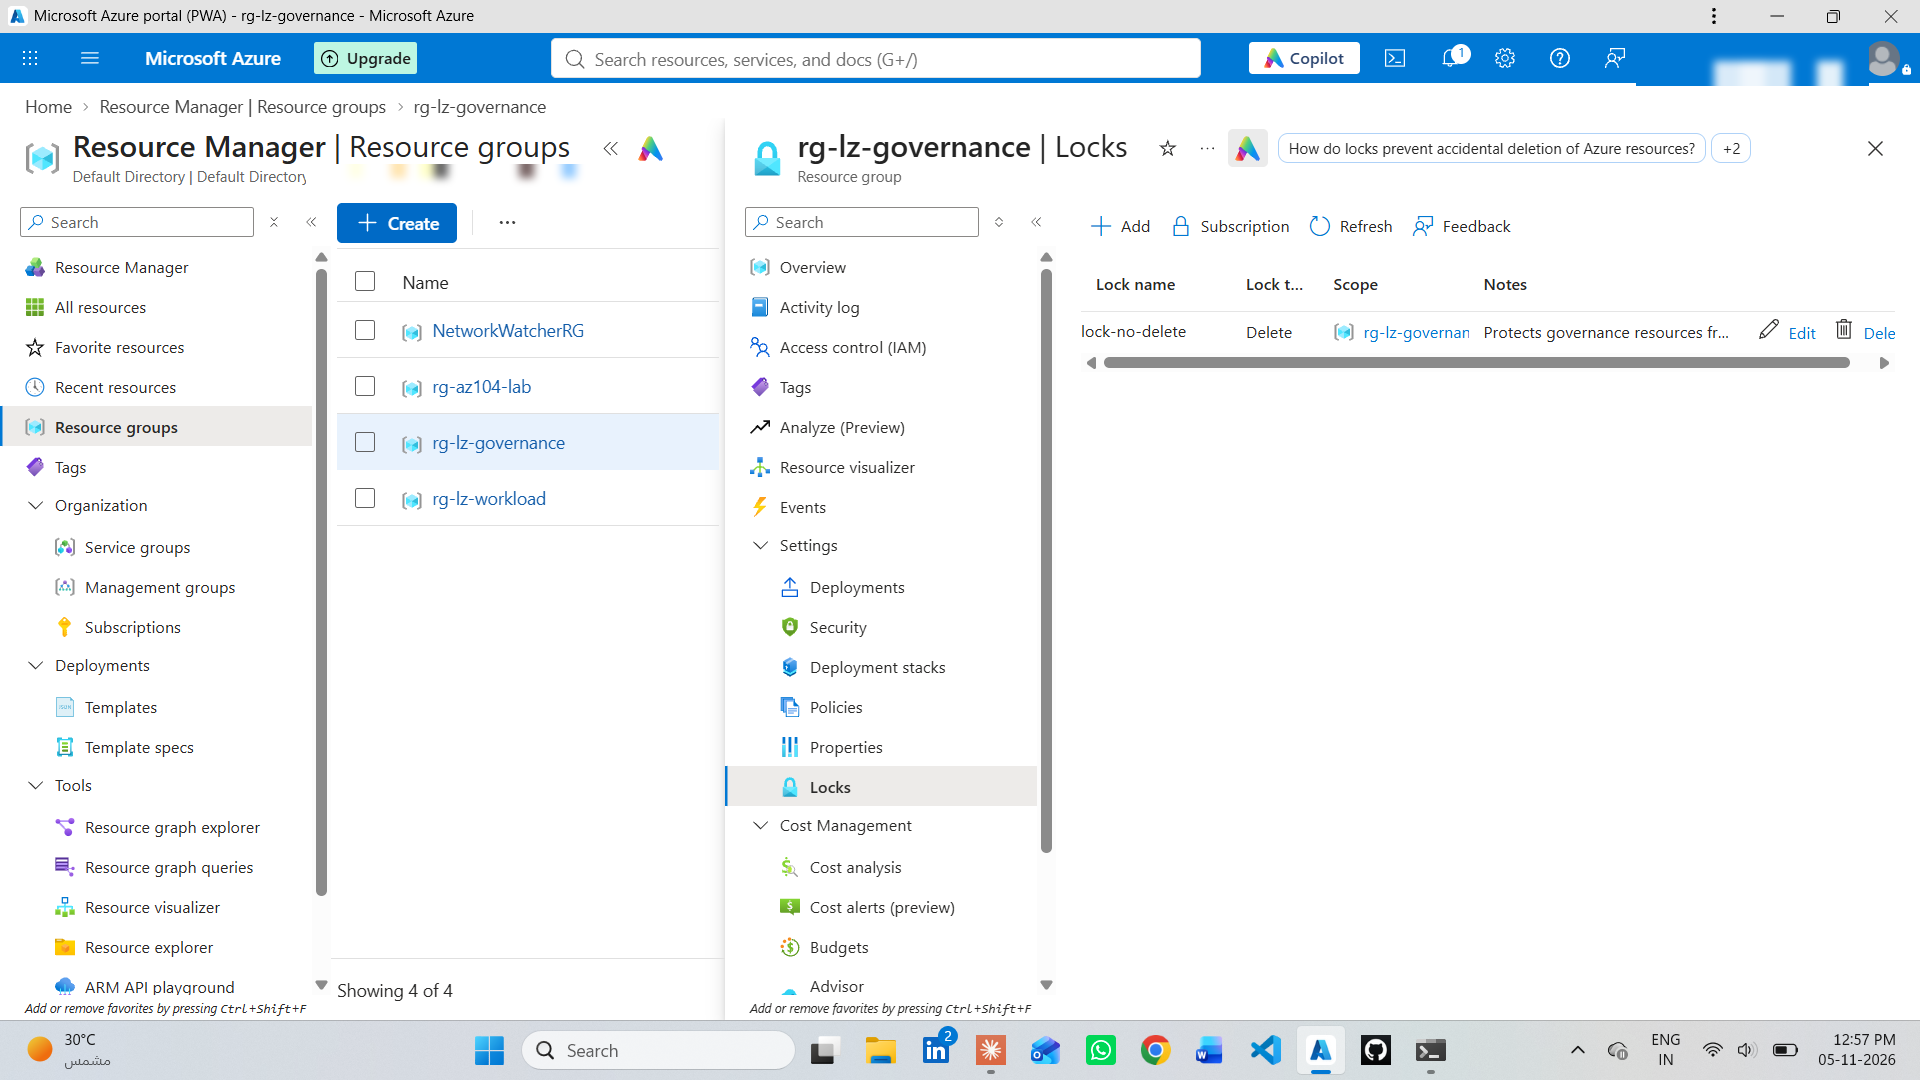 Microsoft Azure portal (PWA) - rg-lz-governance - Microsoft Azure
Microsoft Azure
Upgrade
Search resources, services, and docs (G+/)
Copilot
1
Home > Resource Manager | Resource groups > rg-lz-governance
Resource Manager | Resource groups
Default Directory | Default Directory
Search
Resource Manager
All resources
Favorite resources
Recent resources
Resource groups
Tags
Organization
Service groups
Management groups
Subscriptions
Deployments
Templates
Template specs
Tools
Resource graph explorer
Resource graph queries
Resource visualizer
Resource explorer
ARM API playground
Add or remove favorites by pressing Ctrl+Shift+F
Create
Name
NetworkWatcherRG
rg-az104-lab
rg-lz-governance
rg-lz-workload
Showing 4 of 4
rg-lz-governance | Locks
Resource group
How do locks prevent accidental deletion of Azure resources?
+2
Search
Overview
Activity log
Access control (IAM)
Tags
Analyze (Preview)
Resource visualizer
Events
Settings
Deployments
Security
Deployment stacks
Policies
Properties
Locks
Cost Management
Cost analysis
Cost alerts (preview)
Budgets
Advisor
Add or remove favorites by pressing Ctrl+Shift+F
Add Subscription Refresh Feedback
Lock name Lock t... Scope Notes
lock-no-delete Delete rg-lz-governan Protects governance resources fr... Edit Dele
30°C
مشمس
Search
2
ENG
IN
12:57 PM
05-11-2026